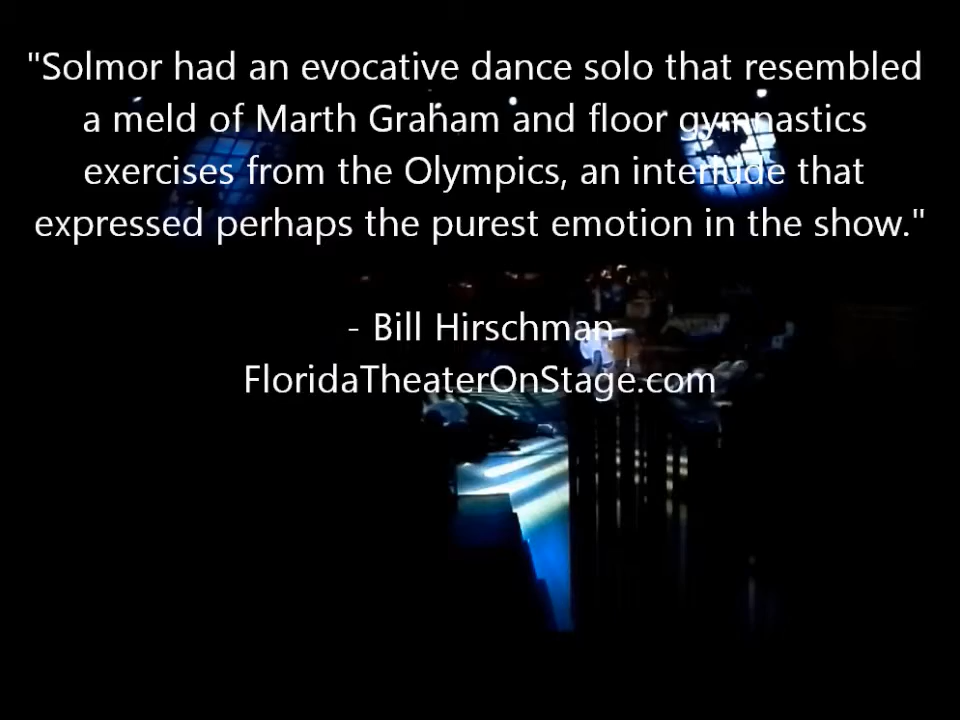 "Solmor had an evocative dance solo that resembled
a meld of Marth Graham and floor gymnastics
exercises from the Olympics, an interlude that
expressed perhaps the purest emotion in the show."
- Bill Hirschman
FloridaTheaterOnStage.com